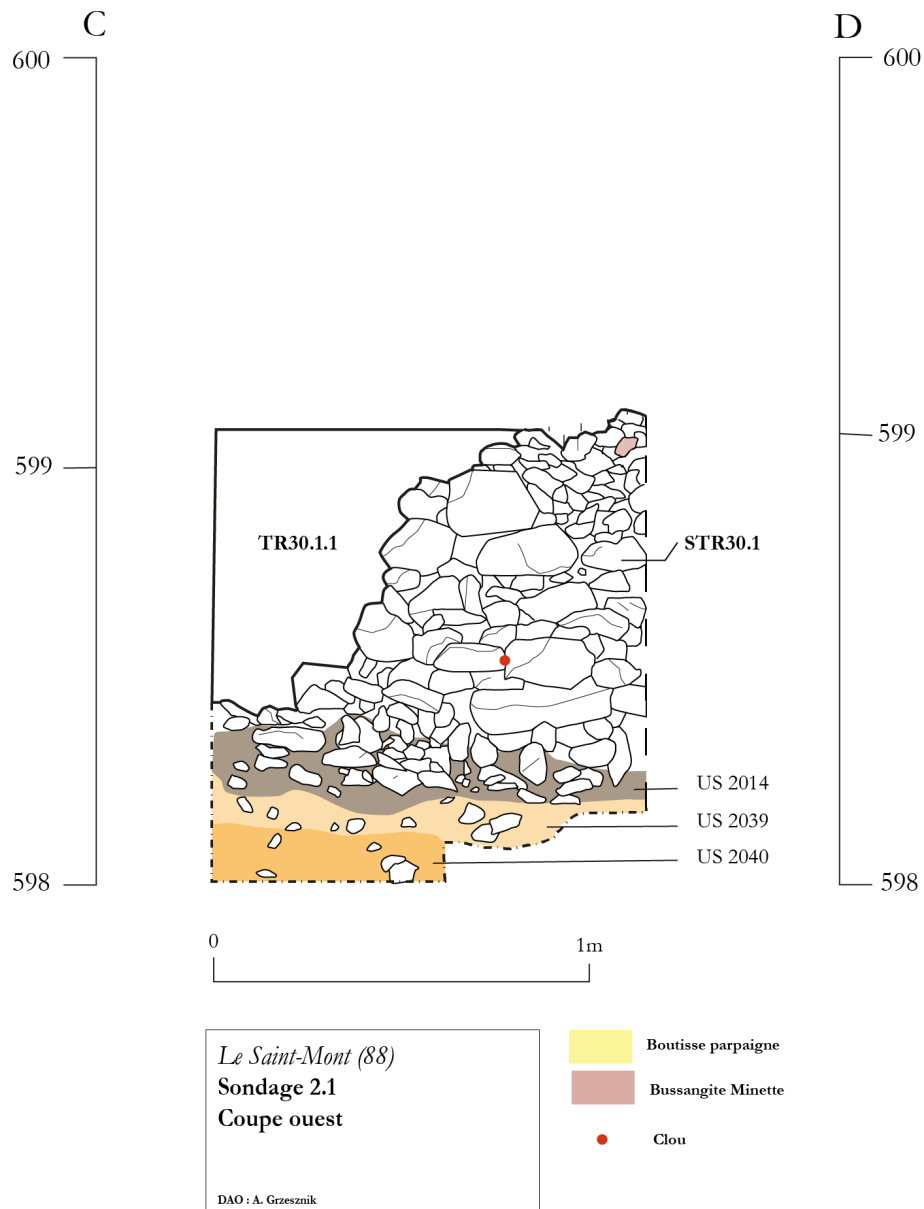 C
D
600
600
599
599
TR30.1.1
STR30.1
US 2014
US 2039
US 2040
598
598
0
1m
Le Saint-Mont (88)
Sondage 2.1
Coupe ouest
DAO : A. Grzesznik
Boutisse parpaigne
Bussangite Minette
Clou